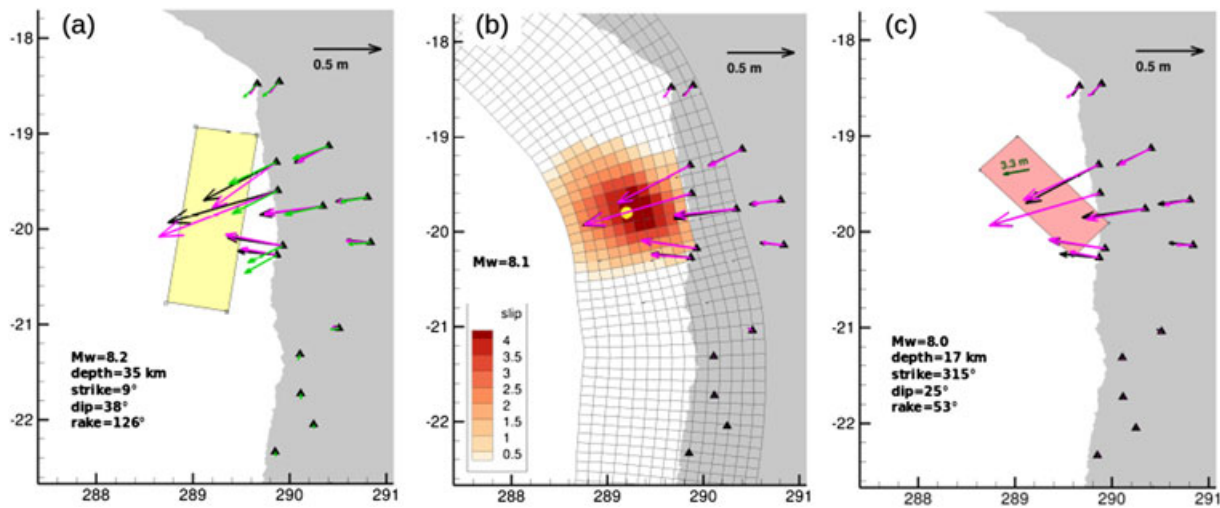 (a)
0.5 m
-18
-19
-20
-21
-22
Mw=8.2
depth=35 km
strike=9°
dip=38°
rake=126°
288
289
290
291
(b)
0.5 m
-18
-19
-20
-21
-22
Mw=8.1
slip
4
3.5
3
2.5
2
1.5
1
0.5
288
289
290
291
(c)
0.5 m
-18
-19
-20
-21
-22
3.3 m
Mw=8.0
depth=17 km
strike=315°
dip=25°
rake=53°
288
289
290
291